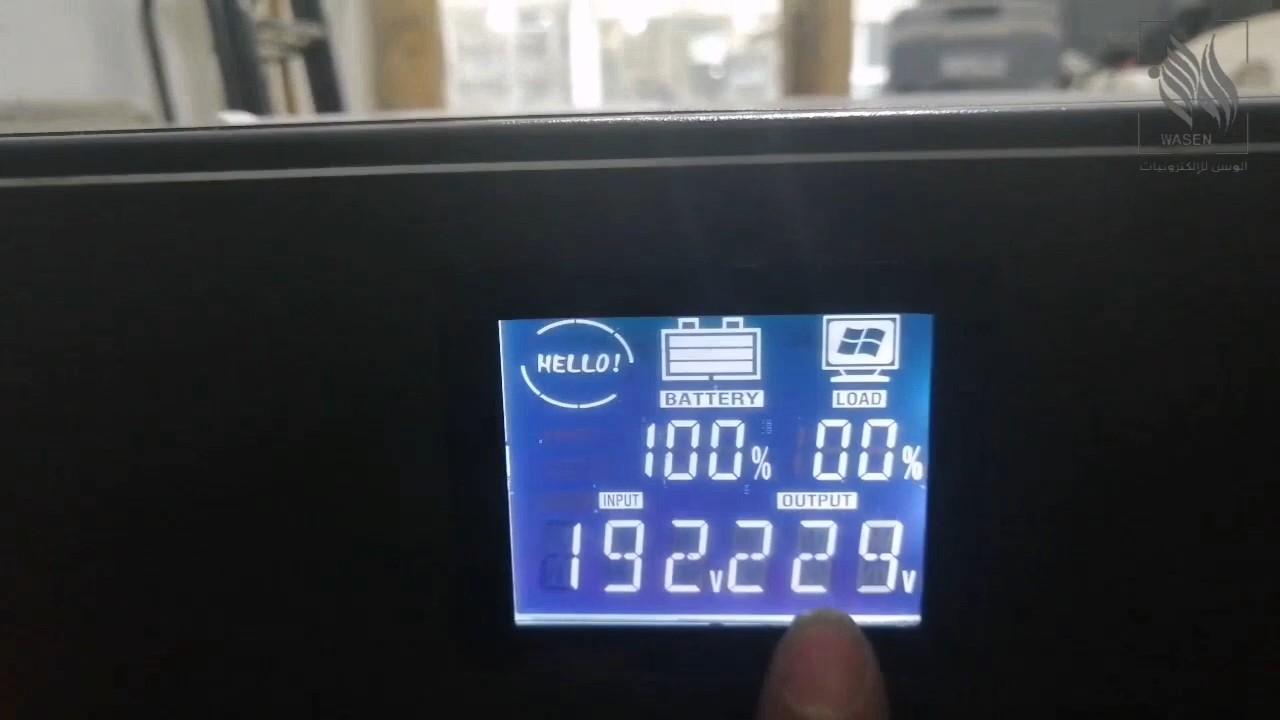 WASEN
الوسن للإلكترونيات
HELLO!
BATTERY LOAD
100% 00%
INPUT OUTPUT
192V 229V